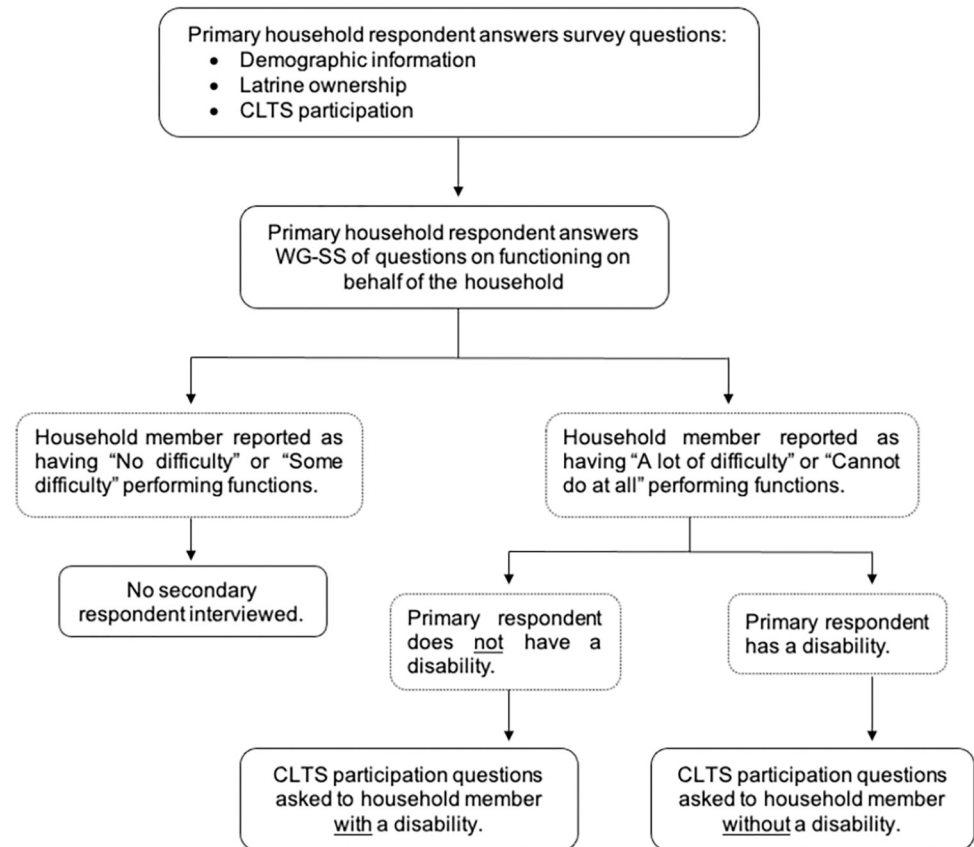 Primary household respondent answers survey questions:
• Demographic information
• Latrine ownership
• CLTS participation
Primary household respondent answers
WG-SS of questions on functioning on
behalf of the household
Household member reported as
having “No difficulty” or “Some
difficulty” performing functions.
Household member reported as
having “A lot of difficulty” or “Cannot
do at all” performing functions.
No secondary
respondent interviewed.
Primary respondent
does not have a
disability.
Primary respondent
has a disability.
CLTS participation questions
asked to household member
with a disability.
CLTS participation questions
asked to household member
without a disability.